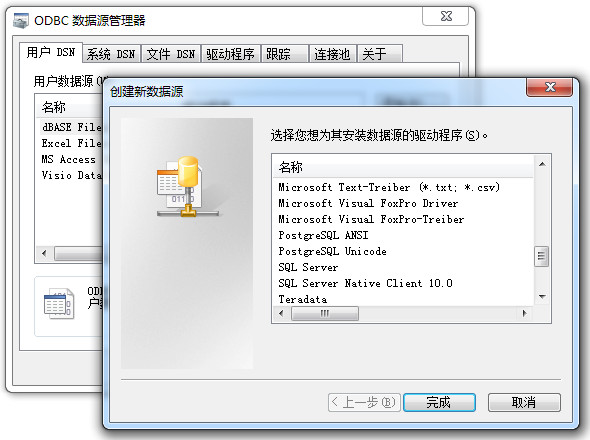 ODBC 数据源管理器
用户 DSN 系统 DSN 文件 DSN 驱动程序 跟踪 连接池 关于
用户数据源
名称
dBASE File
Excel File
MS Access
Visio Data
创建新数据源
选择您想为其安装数据源的驱动程序(S)。
名称
Microsoft Text-Treiber (*.txt; *.csv)
Microsoft Visual FoxPro Driver
Microsoft Visual FoxPro-Treiber
PostgreSQL ANSI
PostgreSQL Unicode
SQL Server
SQL Server Native Client 10.0
Teradata
< 上一步(B) 完成 取消